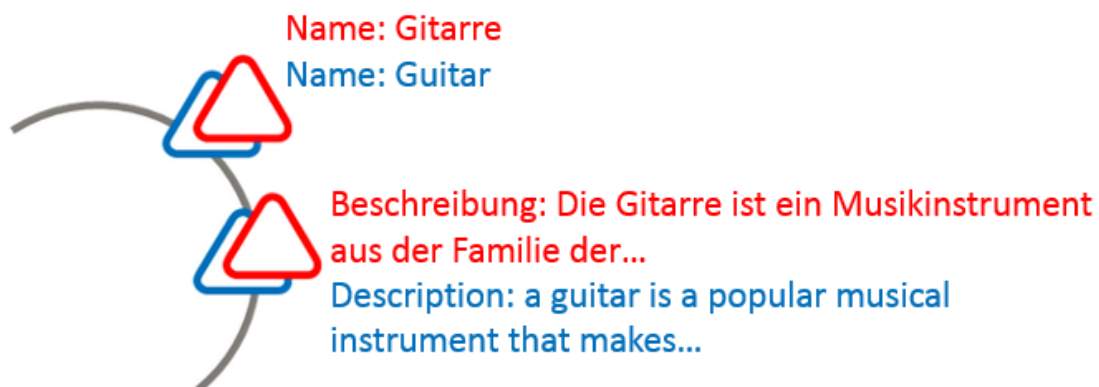 Name: Gitarre
Name: Guitar
Beschreibung: Die Gitarre ist ein Musikinstrument
aus der Familie der...
Description: a guitar is a popular musical
instrument that makes...